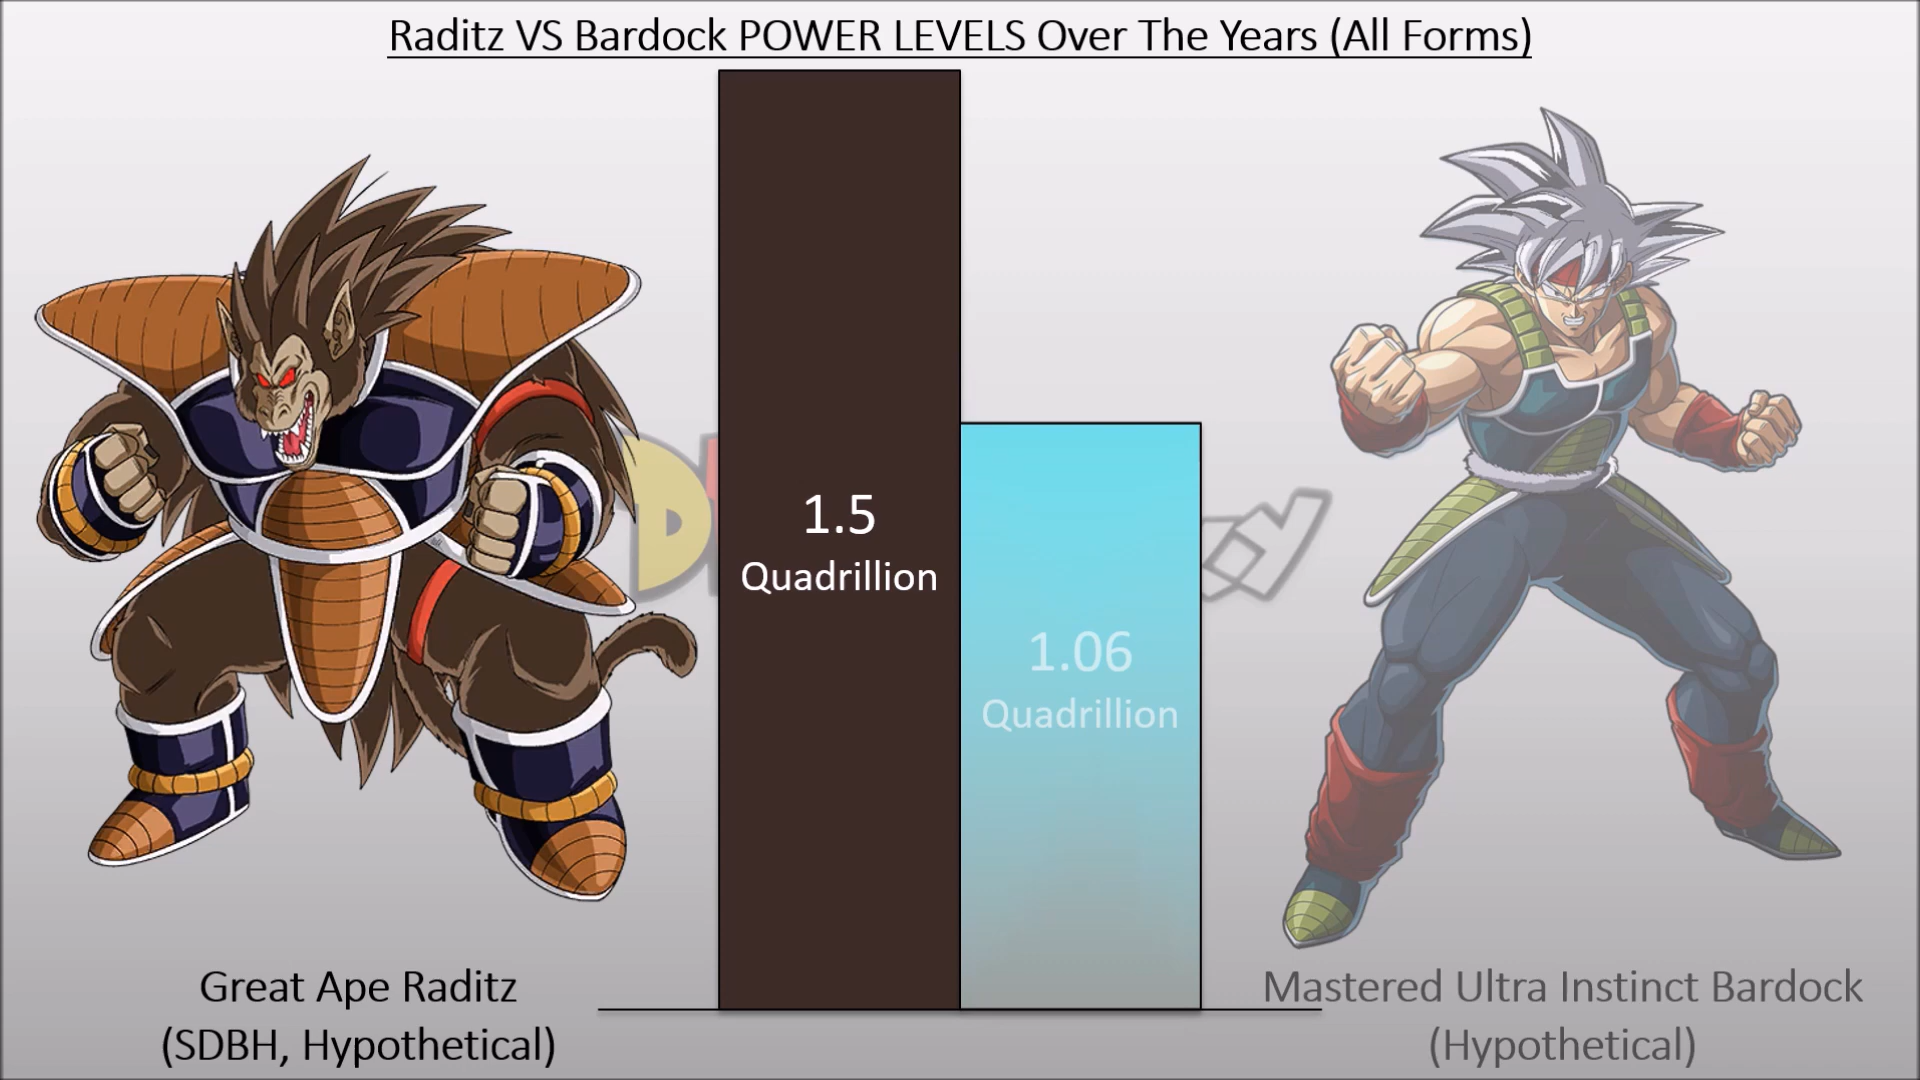 Raditz VS Bardock POWER LEVELS Over The Years (All Forms)
1.5
Quadrillion
1.06
Quadrillion
Great Ape Raditz
(SDBH, Hypothetical)
Mastered Ultra Instinct Bardock
(Hypothetical)